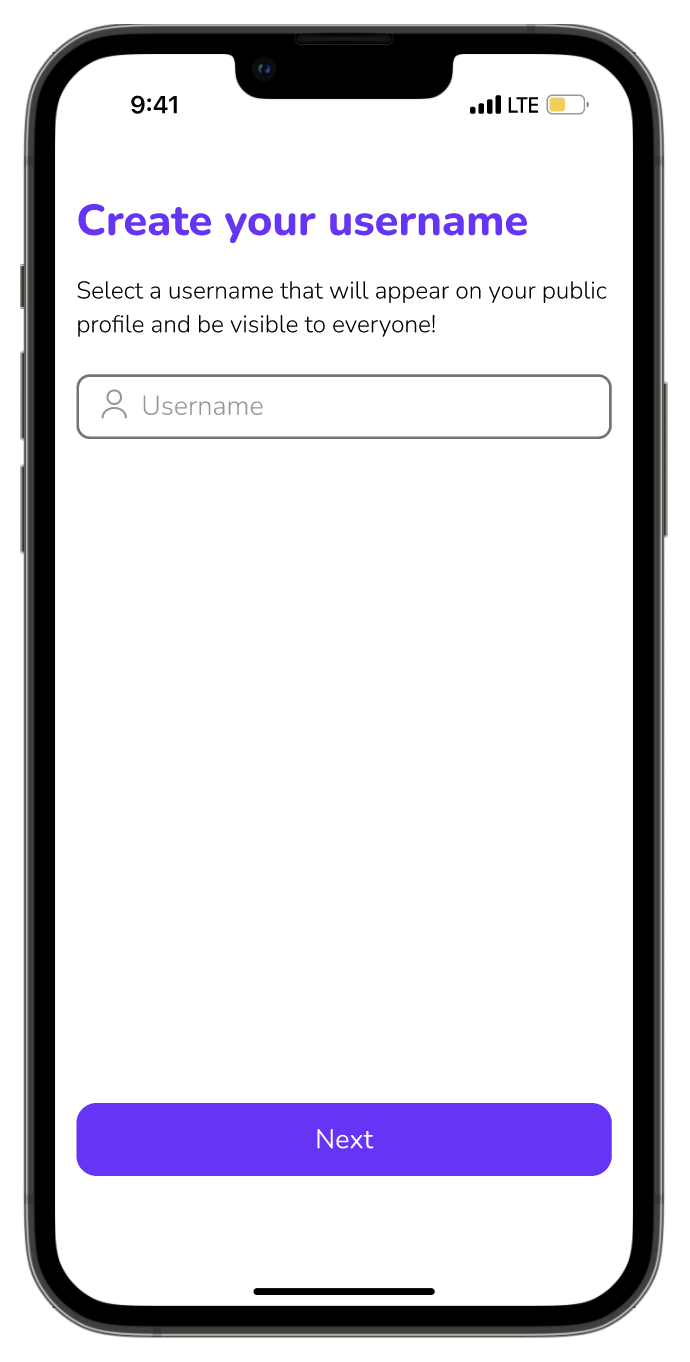 9:41 LTE
Create your username
Select a username that will appear on your public
profile and be visible to everyone!
Username
Next